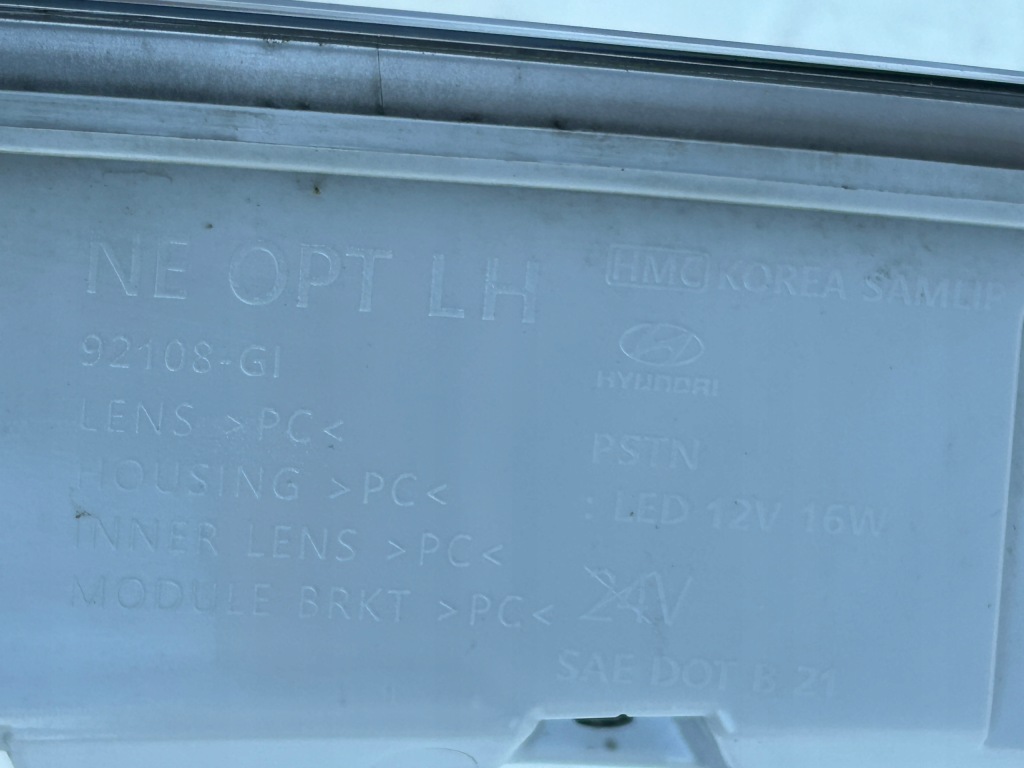 NE OPT LH
92108-GI
LENS >PC<
HOUSING >PC<
INNER LENS >PC<
MODULE BRKT >PC<
HMC KOREA SAMLIP
HYUNDAI
PSTN
: LED 12V 16W
24V
SAE DOT B 21